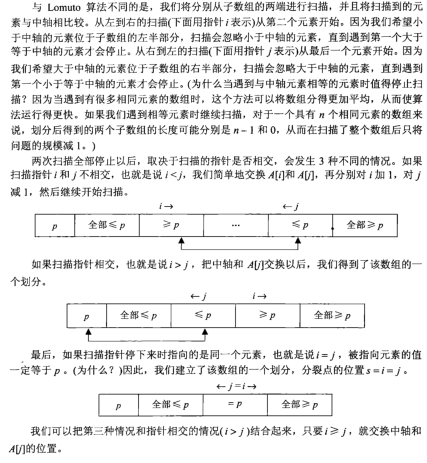 与 Lomuto 算法不同的是，我们将分别从子数组的两端进行扫描，并且将扫描到的元
素与中轴相比较。从左到右的扫描(下面用指针 i 表示)从第二个元素开始。因为我们希望小
于中轴的元素位于子数组的左半部分，扫描会忽略小于中轴的元素，直到遇到第一个大于
等于中轴的元素才会停止。从右到左的扫描(下面用指针 j 表示)从最后一个元素开始。因为
我们希望大于中轴的元素位于子数组的右半部分，扫描会忽略大于中轴的元素，直到遇到
第一个小于等于中轴的元素才会停止。(为什么当遇到与中轴元素相等的元素时值得停止扫
描？因为当遇到有很多相同元素的数组时，这个方法可以将数组分得更加平均，从而使算
法运行得更快。如果我们遇到相等元素时继续扫描，对于一个具有 n 个相同元素的数组来
说，划分后得到的两个子数组的长度可能分别是 n－1 和 0，从而在扫描了整个数组后只将
问题的规模减 1。)
两次扫描全部停止以后，取决于扫描的指针是否相交，会发生 3 种不同的情况。如果
扫描指针 i 和 j 不相交，也就是说 i<j，我们简单地交换 A[i]和 A[j]，再分别对 i 加 1，对 j
减 1，然后继续开始扫描。
i→ ←j
p 全部≤p ≥p … ≤p 全部≥p
如果扫描指针相交，也就是说 i>j，把中轴和 A[j]交换以后，我们得到了该数组的一
个划分。
←j i→
p 全部≤p ≤p ≥p 全部≥p
最后，如果扫描指针停下来时指向的是同一个元素，也就是说 i=j，被指向元素的值
一定等于 p。(为什么？)因此，我们建立了该数组的一个划分，分裂点的位置 s=i=j。
←j=i→
p 全部≤p =p 全部≥p
我们可以把第三种情况和指针相交的情况(i>j)结合起来，只要 i≥j，就交换中轴和
A[j]的位置。